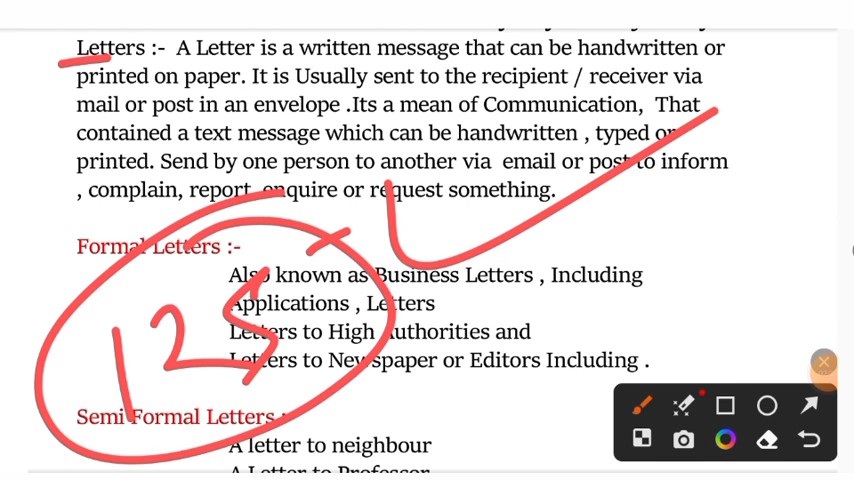 Letters :- A Letter is a written message that can be handwritten or
printed on paper. It is Usually sent to the recipient / receiver via
mail or post in an envelope .Its a mean of Communication, That
contained a text message which can be handwritten , typed or
printed. Send by one person to another via email or post to inform
, complain, report, enquire or request something.
Formal Letters :-
Also known as Business Letters , Including
Applications , Letters
Letters to High Authorities and
Letters to Newspaper or Editors Including .
125
Semi Formal Letters :-
A letter to neighbour
A Letter to Professor